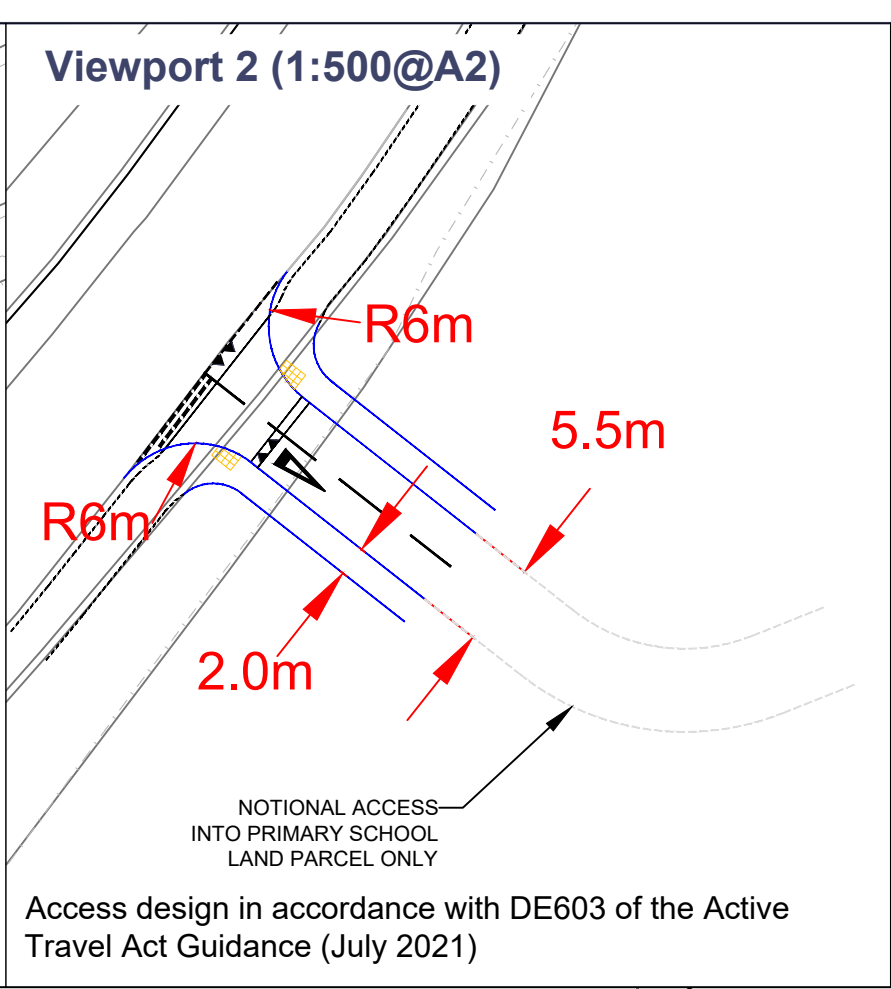 Viewport 2 (1:500@A2)
R6m
5.5m
R6m
2.0m
NOTIONAL ACCESS
INTO PRIMARY SCHOOL
LAND PARCEL ONLY
Access design in accordance with DE603 of the Active
Travel Act Guidance (July 2021)